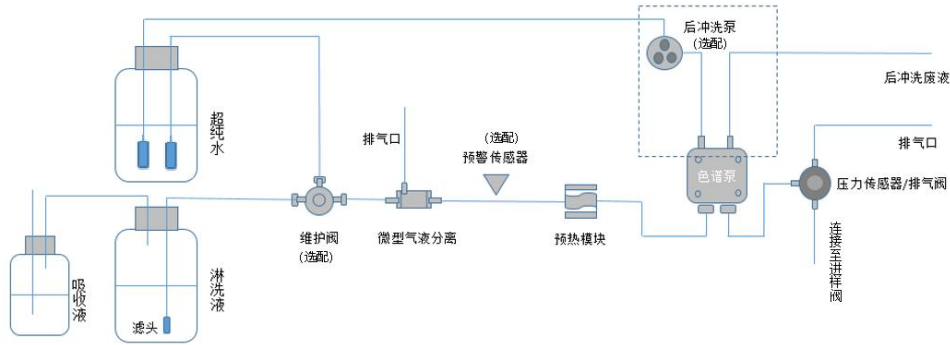 后冲洗泵
(选配)
后冲洗废液
超纯水
排气口
(选配)
预警传感器
排气口
色谱泵
压力传感器/排气阀
维护阀
(选配)
微型气液分离
预热模块
连接至进样阀
吸收液
淋洗液
滤头